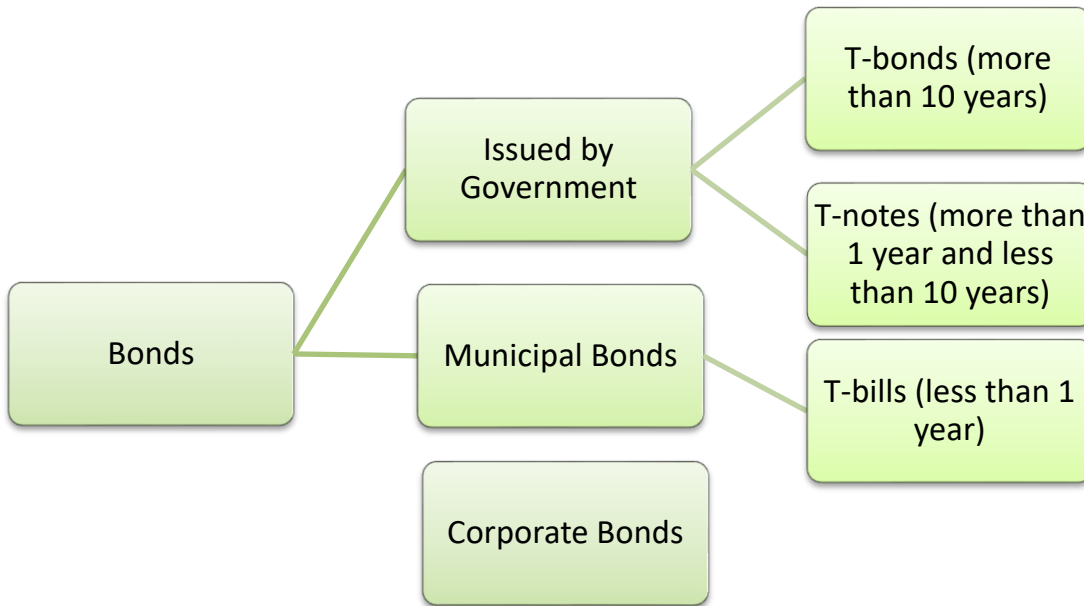 T-bonds (more
than 10 years)
Issued by
Government
T-notes (more than
1 year and less
than 10 years)
Bonds
Municipal Bonds
T-bills (less than 1
year)
Corporate Bonds